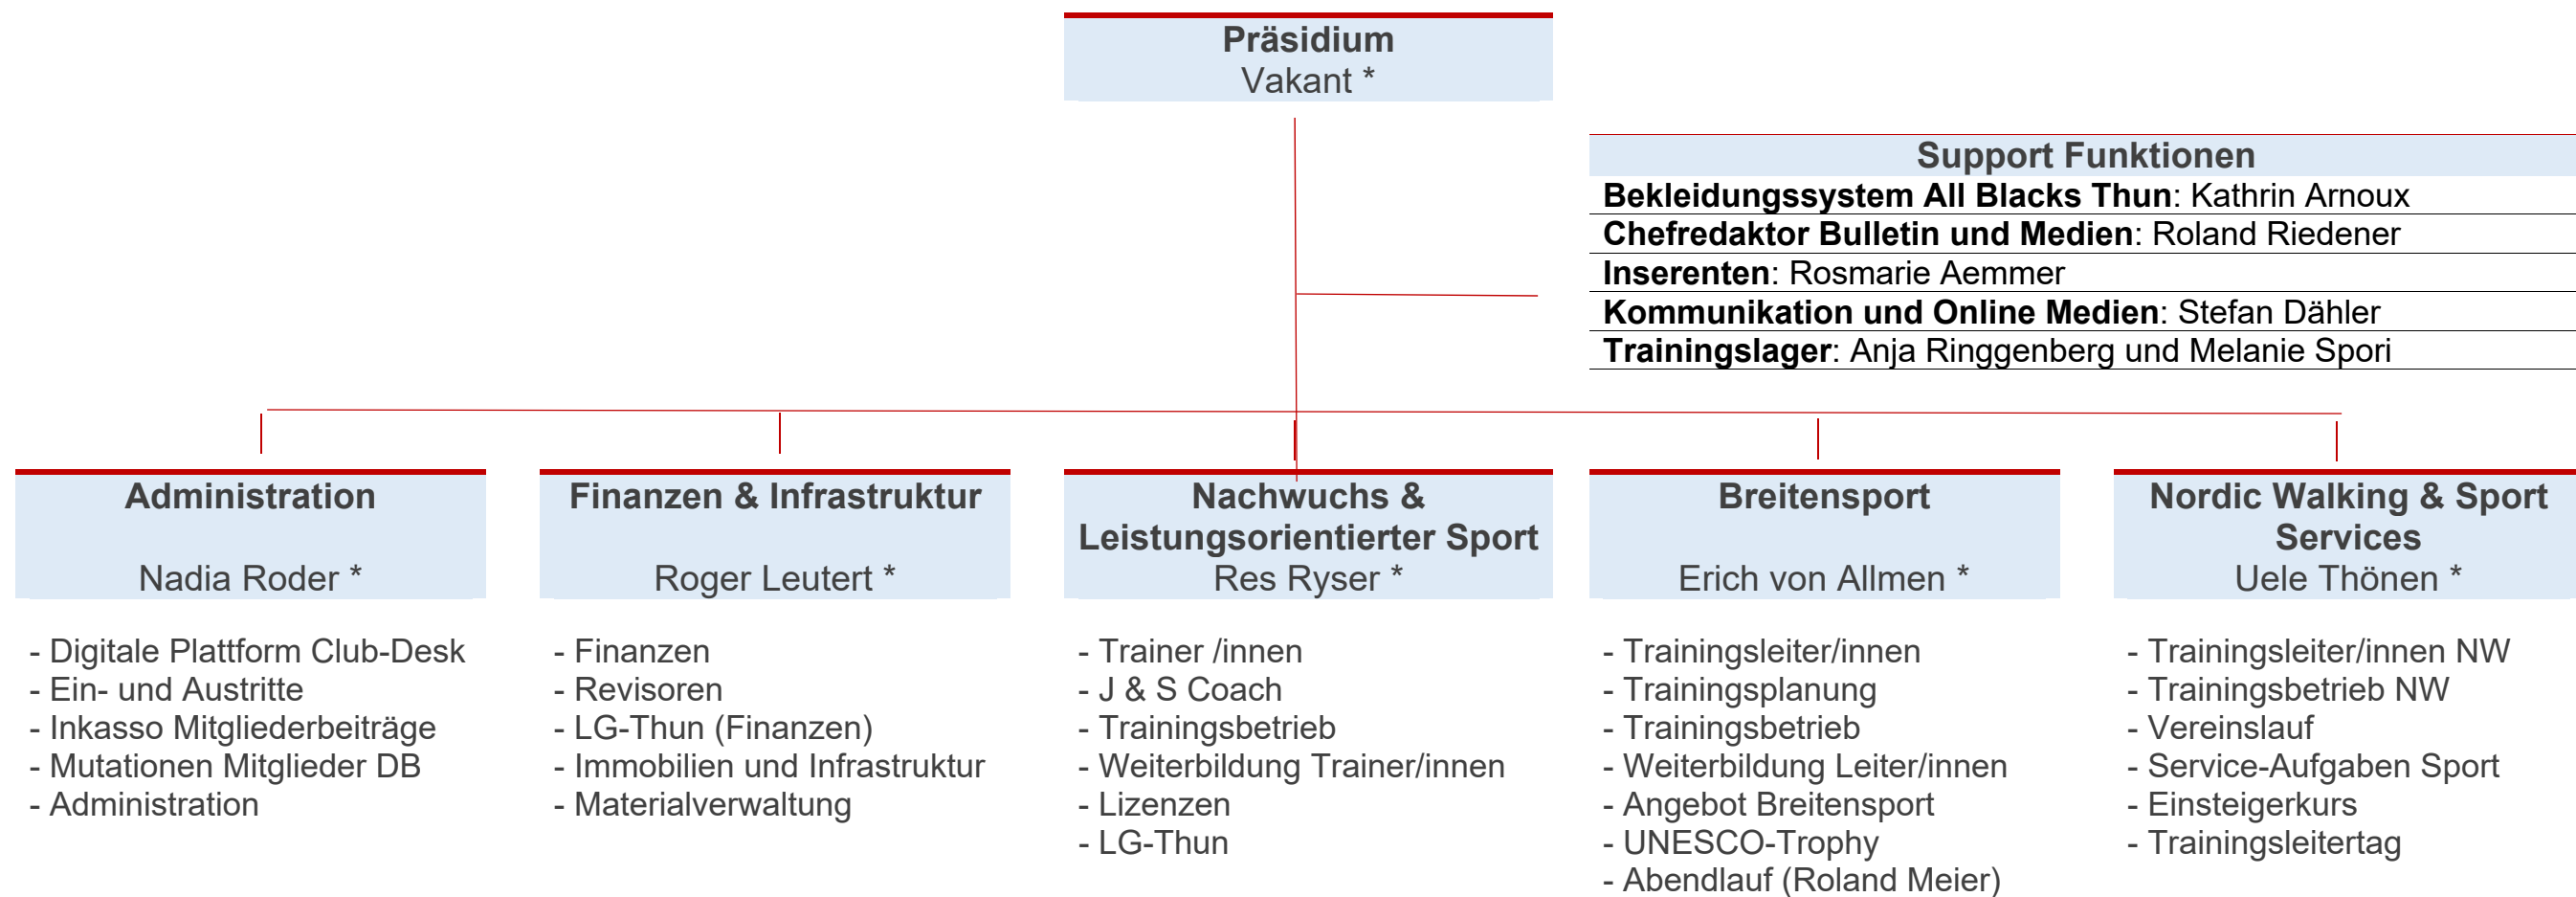 Präsidium
Vakant *
Support Funktionen
Bekleidungssystem All Blacks Thun: Kathrin Arnoux
Chefredaktor Bulletin und Medien: Roland Riedener
Inserenten: Rosmarie Aemmer
Kommunikation und Online Medien: Stefan Dähler
Trainingslager: Anja Ringgenberg und Melanie Spori
Administration
Nadia Roder *
- Digitale Plattform Club-Desk
- Ein- und Austritte
- Inkasso Mitgliederbeiträge
- Mutationen Mitglieder DB
- Administration
Finanzen & Infrastruktur
Roger Leutert *
- Finanzen
- Revisoren
- LG-Thun (Finanzen)
- Immobilien und Infrastruktur
- Materialverwaltung
Nachwuchs &
Leistungsorientierter Sport
Res Ryser *
- Trainer /innen
- J & S Coach
- Trainingsbetrieb
- Weiterbildung Trainer/innen
- Lizenzen
- LG-Thun
Breitensport
Erich von Allmen *
- Trainingsleiter/innen
- Trainingsplanung
- Trainingsbetrieb
- Weiterbildung Leiter/innen
- Angebot Breitensport
- UNESCO-Trophy
- Abendlauf (Roland Meier)
Nordic Walking & Sport
Services
Uele Thönen *
- Trainingsleiter/innen NW
- Trainingsbetrieb NW
- Vereinslauf
- Service-Aufgaben Sport
- Einsteigerkurs
- Trainingsleitertag